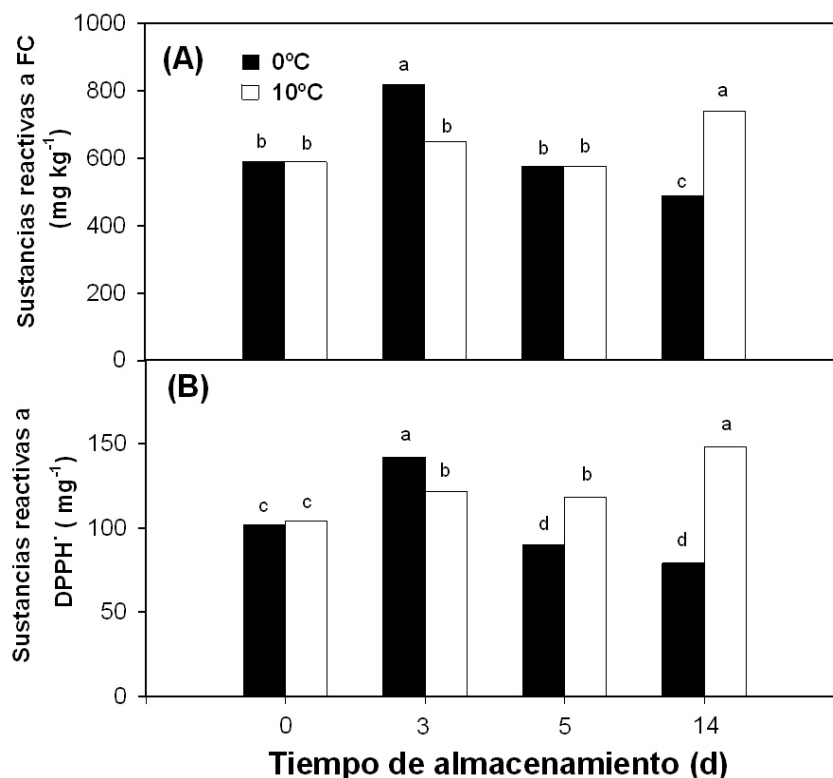 Sustancias reactivas a FC
(mg kg⁻¹)
1000
800
600
400
200
0
(A)
0ºC
10ºC
b
b
a
b
b
b
c
a
Sustancias reactivas a
DPPH˙ ( mg⁻¹)
150
100
50
0
(B)
c
c
a
b
d
b
d
a
0
3
5
14
Tiempo de almacenamiento (d)